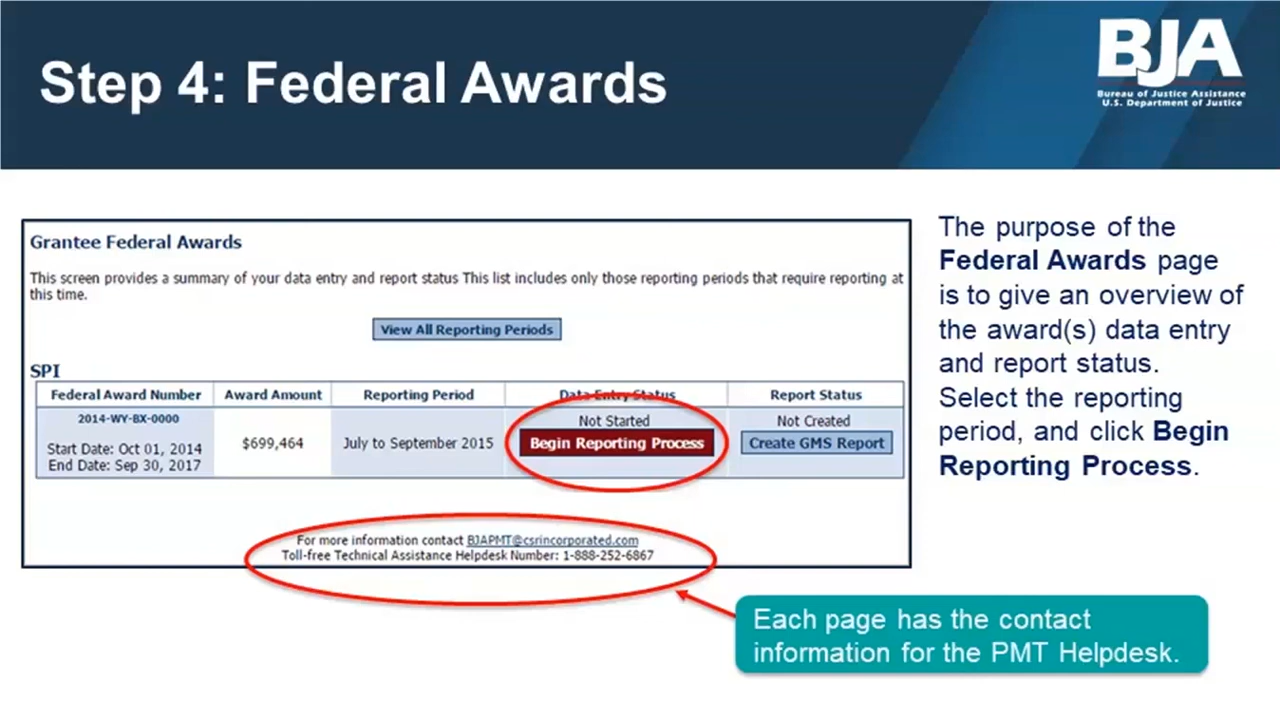 Step 4: Federal Awards
BJA
Bureau of Justice Assistance
U.S. Department of Justice
Grantee Federal Awards
This screen provides a summary of your data entry and report status This list includes only those reporting periods that require reporting at
this time.
View All Reporting Periods
SPI
Federal Award Number Award Amount Reporting Period Data Entry Status Report Status
2014-WY-BX-0000 Not Started Not Created
Start Date: Oct 01, 2014 $699,464 July to September 2015 Begin Reporting Process Create GMS Report
End Date: Sep 30, 2017
For more information contact BJAPMT@csrincorporated.com
Toll-free Technical Assistance Helpdesk Number: 1-888-252-6867
The purpose of the
Federal Awards page
is to give an overview of
the award(s) data entry
and report status.
Select the reporting
period, and click Begin
Reporting Process.
Each page has the contact
information for the PMT Helpdesk.